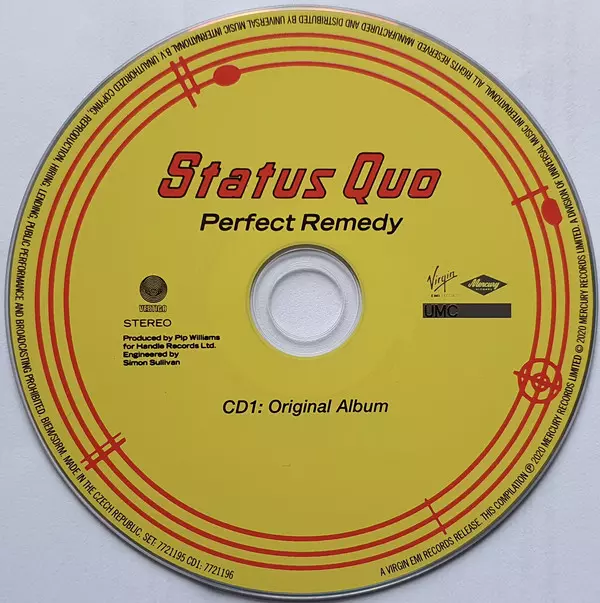 Status Quo
Perfect Remedy
VERTIGO
STEREO
Produced by Pip Williams
for Handle Records Ltd.
Engineered by
Simon Sullivan
Virgin
Mercury
UMC
CD1: Original Album
MADE IN THE CZECH REPUBLIC. SET: 7721195 CD1: 7721196
A VIRGIN EMI RECORDS RELEASE. THIS COMPILATION ℗ 2020 MERCURY RECORDS LIMITED © 2020 MERCURY RECORDS LIMITED. A DIVISION OF UNIVERSAL MUSIC INTERNATIONAL. ALL RIGHTS RESERVED. MANUFACTURED AND DISTRIBUTED BY UNIVERSAL MUSIC INTERNATIONAL B.V. UNAUTHORIZED COPYING, REPRODUCTION, HIRING, LENDING, PUBLIC PERFORMANCE AND BROADCASTING PROHIBITED. BIEM/SDRM.